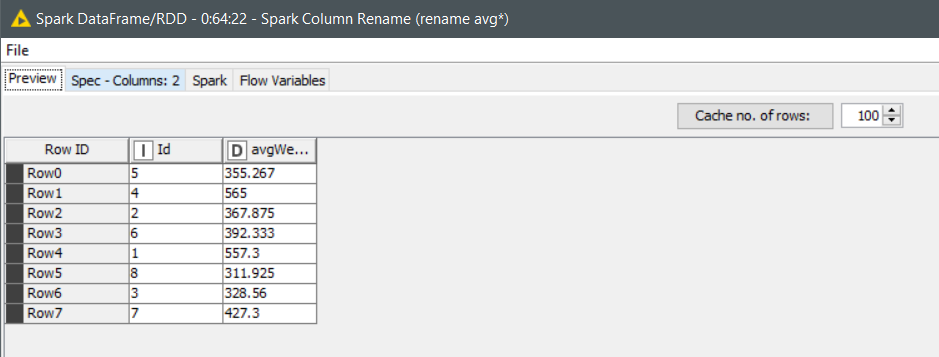 Spark DataFrame/RDD - 0:64:22 - Spark Column Rename (rename avg*)
File
Preview Spec - Columns: 2 Spark Flow Variables
Cache no. of rows: 100
Row ID I Id D avgWe...
Row0 5 355.267
Row1 4 565
Row2 2 367.875
Row3 6 392.333
Row4 1 557.3
Row5 8 311.925
Row6 3 328.56
Row7 7 427.3